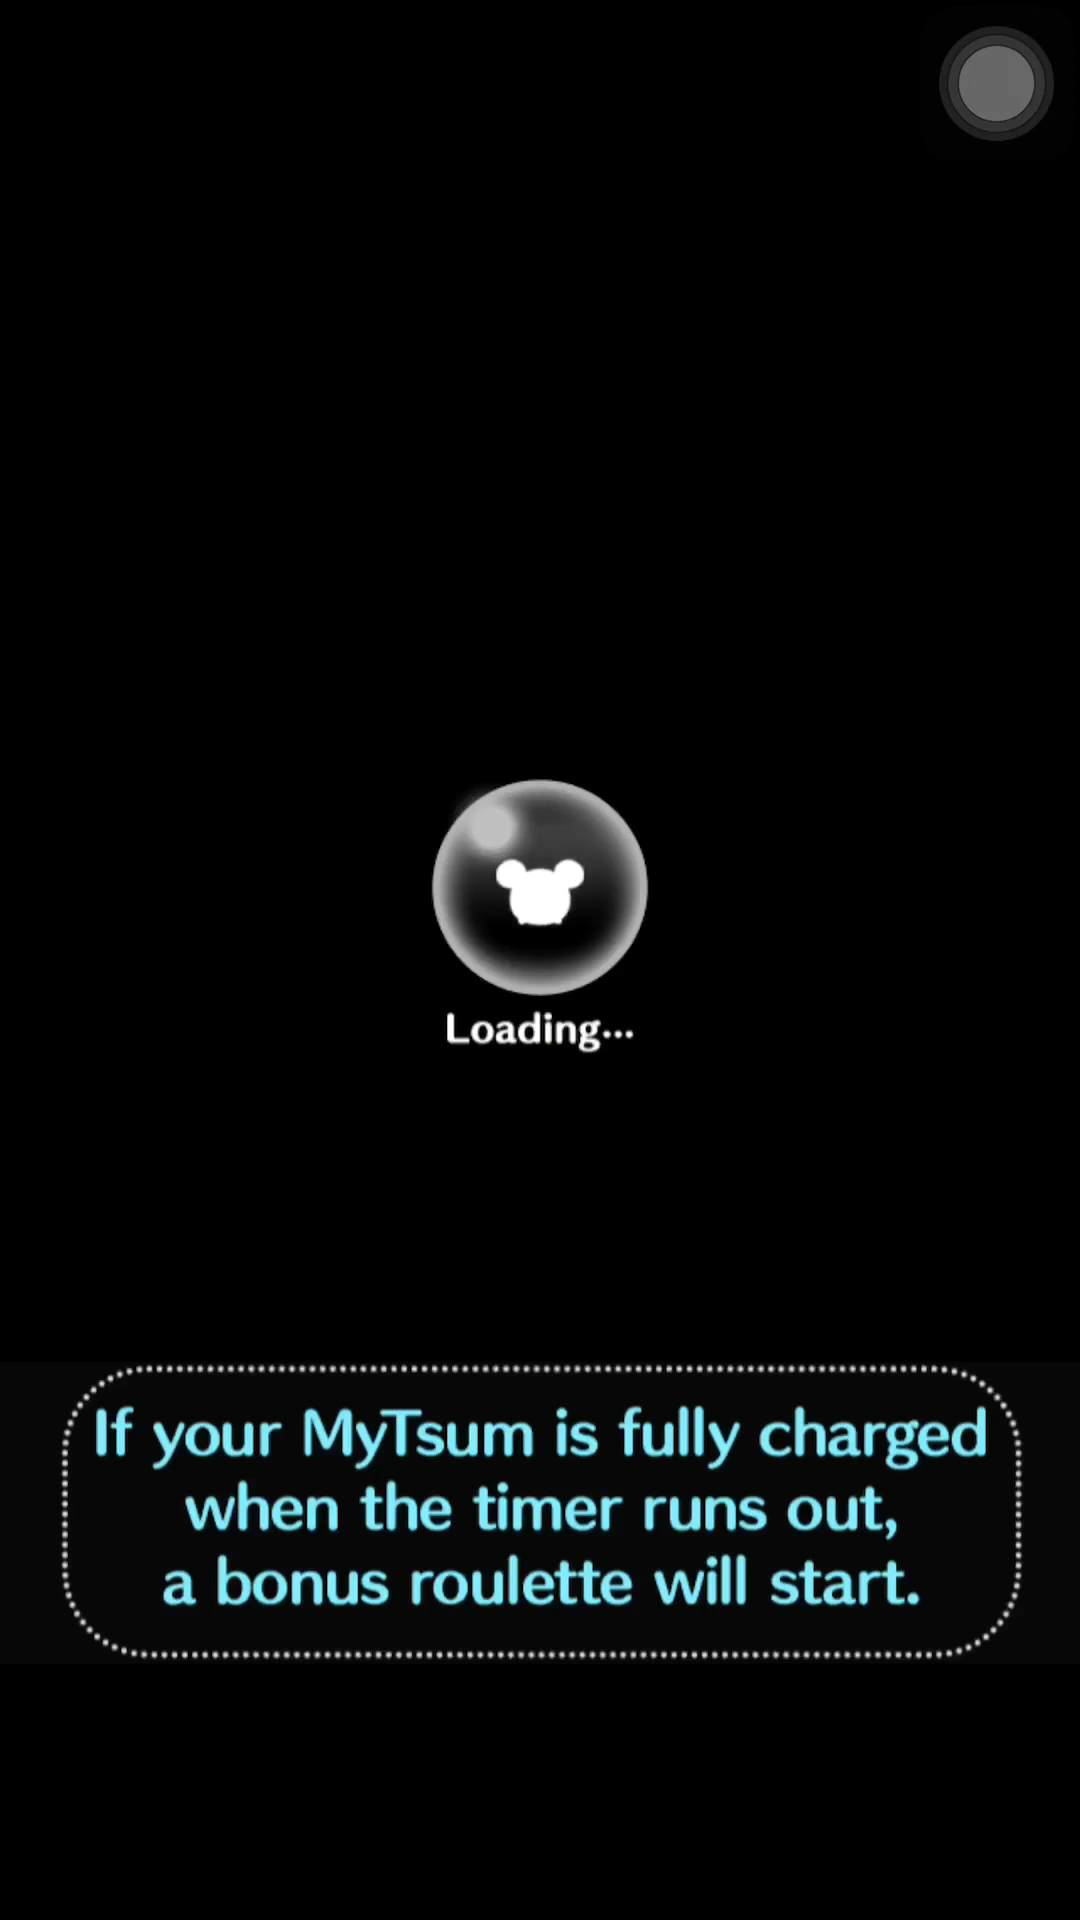 Loading...
If your MyTsum is fully charged
when the timer runs out,
a bonus roulette will start.